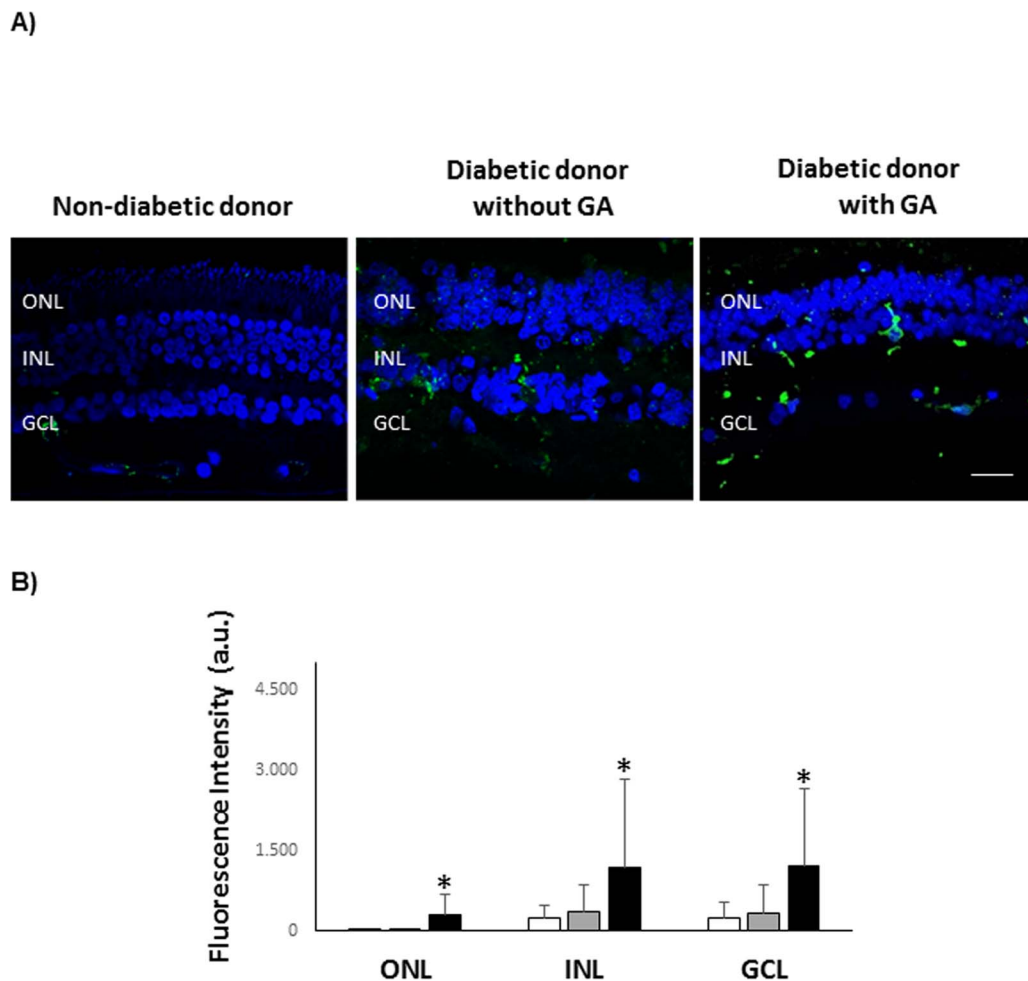 A)
Non-diabetic donor
Diabetic donor
without GA
Diabetic donor
with GA
ONL
INL
GCL
ONL
INL
GCL
ONL
INL
GCL
B)
Fluorescence Intensity (a.u.)
4.500
3.000
1.500
0
*
*
*
ONL
INL
GCL